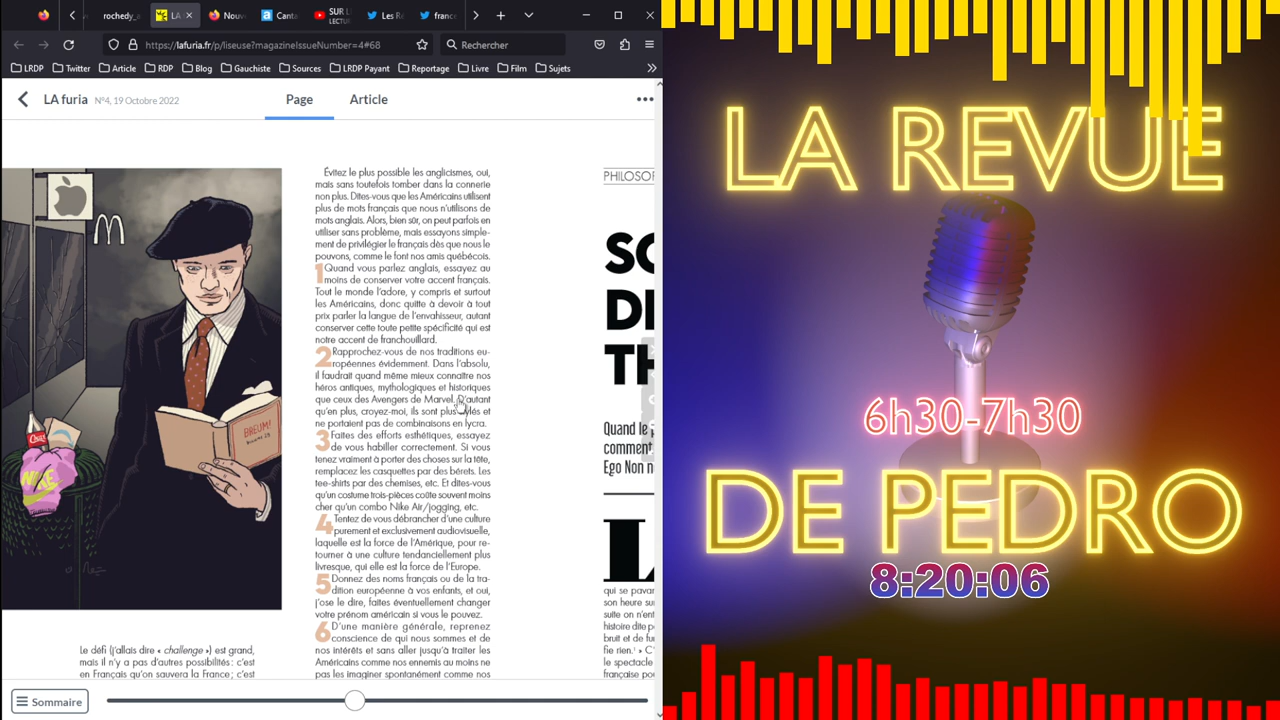 rochedy_a
LA
Nouv
Canta
SUR L
LECTU
Les Re
france
https://lafuria.fr/p/liseuse?magazineIssueNumber=4#68
Rechercher
LRDP
Twitter
Article
RDP
Blog
Gauchiste
Sources
LRDP Payant
Reportage
Livre
Film
Sujets
LA furia N°4, 19 Octobre 2022
Page
Article
BREUM!
Évitez le plus possible les anglicismes, oui,
mais sans toutefois tomber dans la connerie
non plus. Dites-vous que les Américains utilisent
plus de mots français que nous n'utilisons de
mots anglais. Alors, bien sûr, on peut parfois en
utiliser sans problème, mais essayons simple-
ment de privilégier le français dès que nous le
pouvons, comme le font nos amis québécois.
1 Quand vous parlez anglais, essayez au
moins de conserver votre accent français.
Tout le monde l'adore, y compris et surtout
les Américains, donc quitte à devoir à tout
prix parler la langue de l'envahisseur, autant
conserver cette toute petite spécificité qui est
notre accent de franchouillard.
2 Rapprochez-vous de nos traditions eu-
ropéennes évidemment. Dans l'absolu,
il faudrait quand même mieux connaître nos
héros antiques, mythologiques et historiques
que ceux des Avengers de Marvel. D'autant
qu'en plus, croyez-moi, ils sont plus stylés et
ne portaient pas de combinaisons en lycra.
3 Faites des efforts esthétiques, essayez
de vous habiller correctement. Si vous
tenez vraiment à porter des choses sur la tête,
remplacez les casquettes par des bérets. Les
tee-shirts par des chemises, etc. Et dites-vous
qu'un costume trois-pièces coûte souvent moins
cher qu'un combo Nike Air/jogging, etc.
4 Tentez de vous débrancher d'une culture
purement et exclusivement audiovisuelle,
laquelle est la force de l'Amérique, pour re-
tourner à une culture tendanciellement plus
livresque, qui elle est la force de l'Europe.
5 Donnez des noms français ou de la tra-
dition européenne à vos enfants, et oui,
j'ose le dire, faites éventuellement changer
votre prénom américain si vous le pouvez.
6 D'une manière générale, reprenez
conscience de qui nous sommes et de
nos intérêts et sans aller jusqu'à traiter les
Américains comme nos ennemis au moins ne
pas les imaginer spontanément comme nos
Le défi (j'allais dire « challenge ») est grand,
mais il n'y a pas d'autres possibilités : c'est
en Français qu'on sauvera la France ; c'est
PHILOSOP
SO
DE
TH
Quand le
comment
Ego Non n
qui se pavar
son heure su
suite on n'ent
histoire dite p
bruit et de fu
fie rien.¹ » C'
le spectacle
française po
Sommaire
LA REVUE
6h30-7h30
DE PEDRO
8:20:06